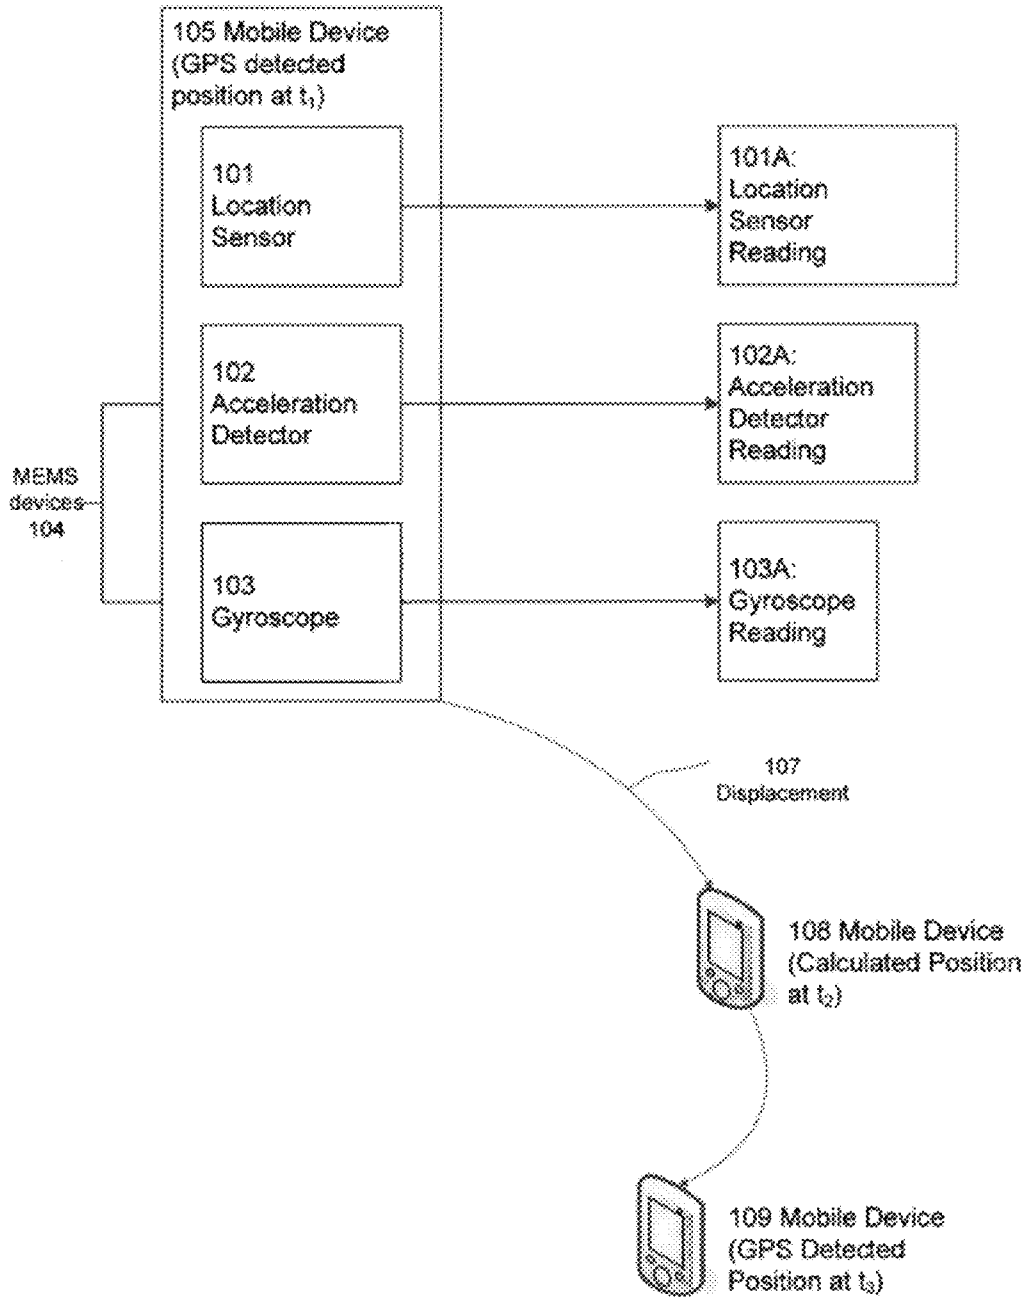 105 Mobile Device
(GPS detected
position at t₁)
101
Location
Sensor
101A:
Location
Sensor
Reading
102
Acceleration
Detector
102A:
Acceleration
Detector
Reading
MEMS
devices
104
103
Gyroscope
103A:
Gyroscope
Reading
107
Displacement
108 Mobile Device
(Calculated Position
at t₂)
109 Mobile Device
(GPS Detected
Position at t₃)